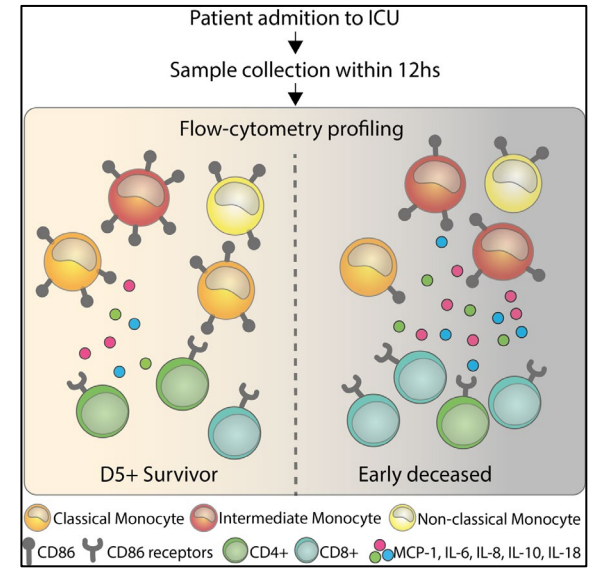 Patient admition to ICU
Sample collection within 12hs
Flow-cytometry profiling
D5+ Survivor
Early deceased
Classical Monocyte
Intermediate Monocyte
Non-classical Monocyte
CD86
CD86 receptors
CD4+
CD8+
MCP-1, IL-6, IL-8, IL-10, IL-18